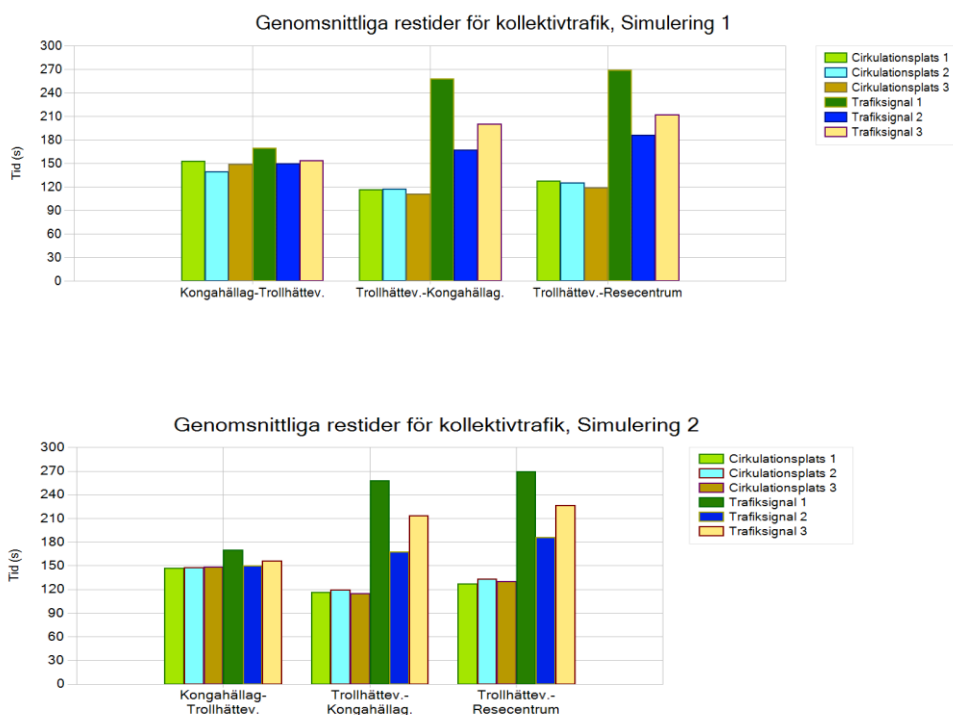 Genomsnittliga restider för kollektivtrafik, Simulering 1
300
270
240
210
180
150
120
90
60
30
0
Tid (s)
Kongahällag-Trollhättev.
Trollhättev.-Kongahällag.
Trollhättev.-Resecentrum
Cirkulationsplats 1
Cirkulationsplats 2
Cirkulationsplats 3
Trafiksignal 1
Trafiksignal 2
Trafiksignal 3
Genomsnittliga restider för kollektivtrafik, Simulering 2
300
270
240
210
180
150
120
90
60
30
0
Tid (s)
Kongahällag-
Trollhättev.
Trollhättev.-
Kongahällag.
Trollhättev.-
Resecentrum
Cirkulationsplats 1
Cirkulationsplats 2
Cirkulationsplats 3
Trafiksignal 1
Trafiksignal 2
Trafiksignal 3